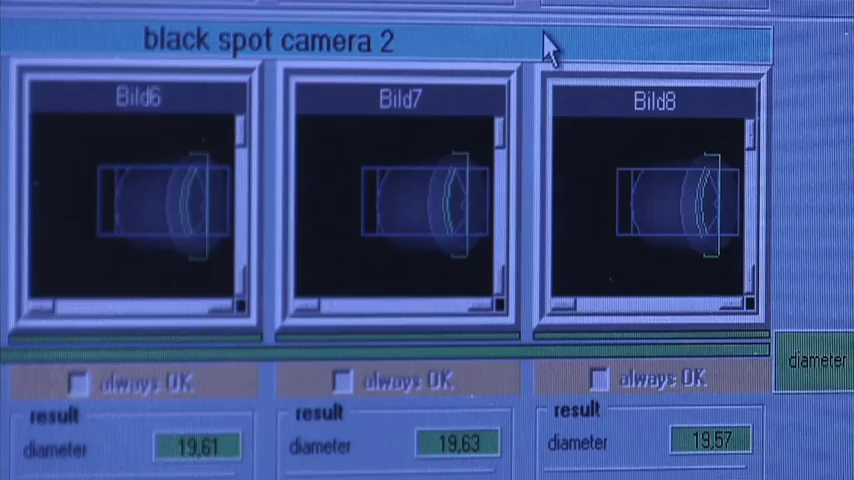 black spot camera 2
Bild6 Bild7 Bild8
always OK always OK always OK
diameter
result result result
diameter 19,61 diameter 19,63 diameter 19,57